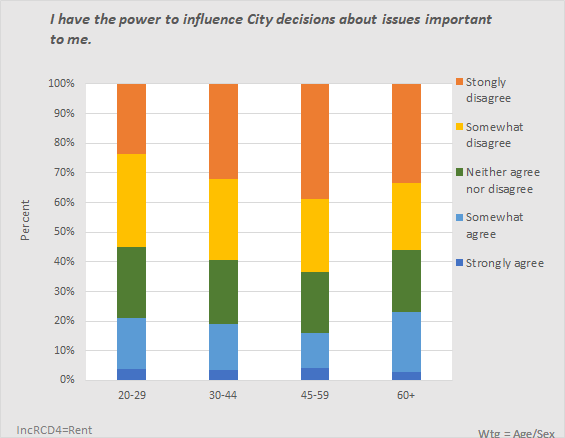 I have the power to influence City decisions about issues important
to me.
100%
90%
80%
70%
60%
50%
40%
30%
20%
10%
0%
Percent
20-29
30-44
45-59
60+
Stongly
disagree
Somewhat
disagree
Neither agree
nor disagree
Somewhat
agree
Strongly agree
IncRCD4=Rent
Wtg = Age/Sex